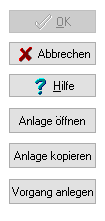 OK
Abbrechen
Hilfe
Anlage öffnen
Anlage kopieren
Vorgang anlegen